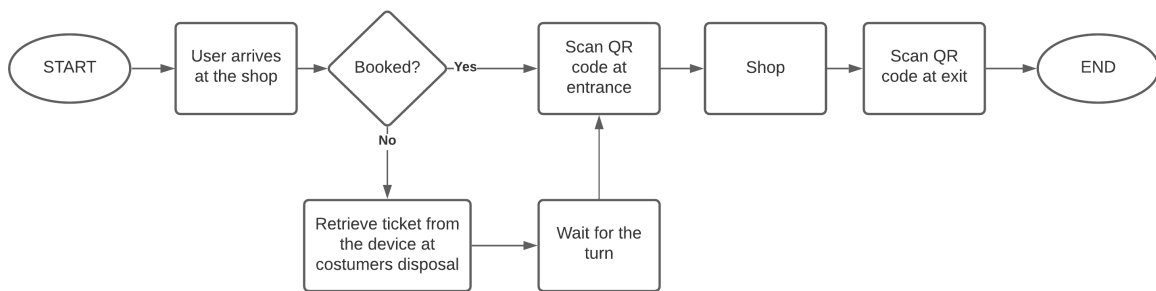 START
User arrives
at the shop
Booked?
Yes
Scan QR
code at
entrance
Shop
Scan QR
code at exit
END
No
Retrieve ticket from
the device at
costumers disposal
Wait for the
turn